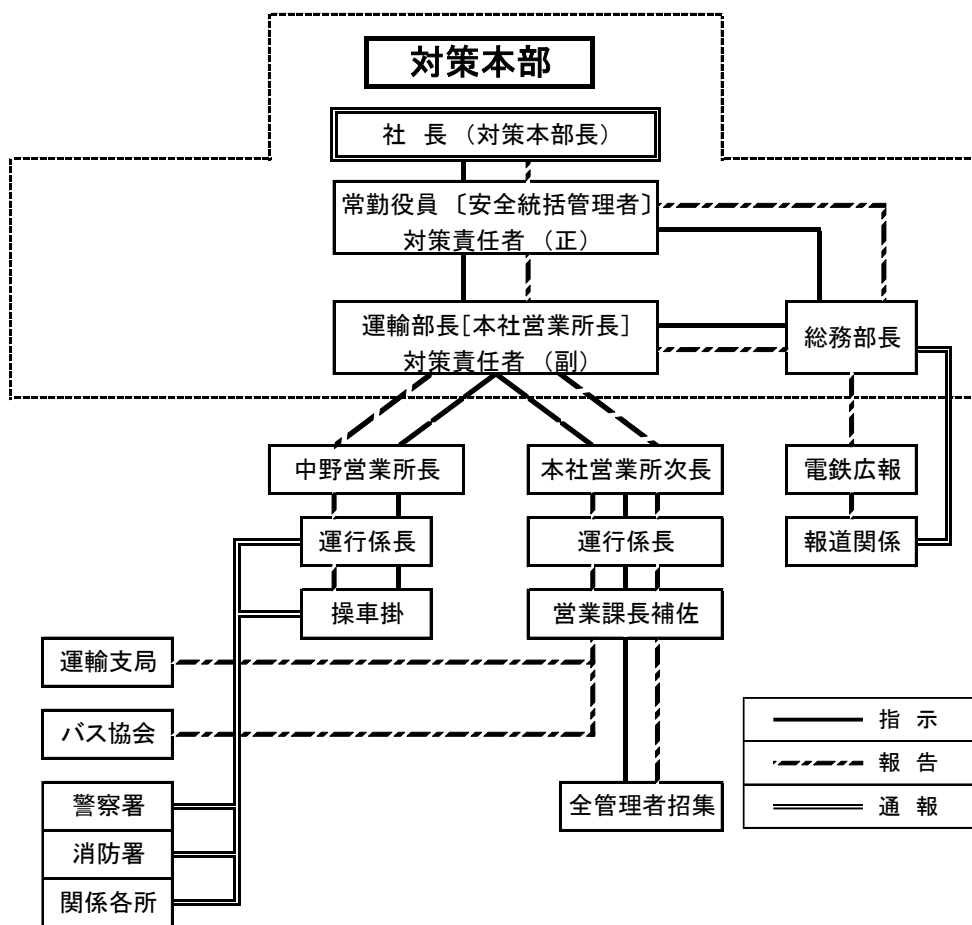 対策本部
社 長 （対策本部長）
常勤役員 〔安全統括管理者〕
対策責任者 （正）
運輸部長［本社営業所長］
対策責任者 （副）
総務部長
中野営業所長
本社営業所次長
電鉄広報
運行係長
運行係長
報道関係
操車掛
営業課長補佐
運輸支局
バス協会
警察署
消防署
関係各所
全管理者招集
指 示
報 告
通 報